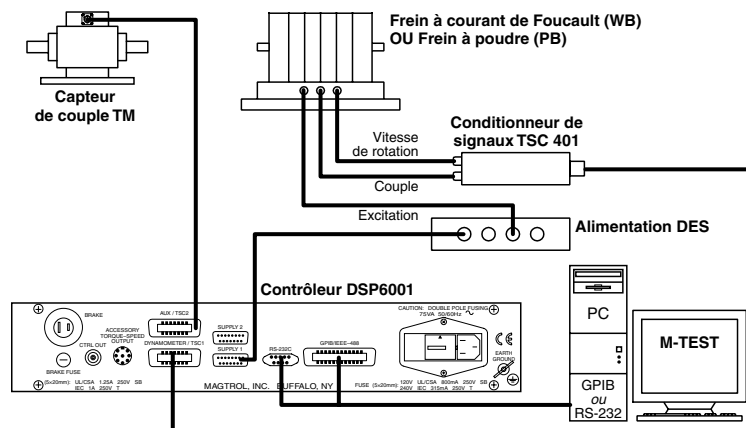 Frein à courant de Foucault (WB)
OU Frein à poudre (PB)
Capteur
de couple TM
Conditionneur de
signaux TSC 401
Vitesse
de rotation
Couple
Excitation
Alimentation DES
Contrôleur DSP6001
BRAKE
AUX / TSC2
CAUTION: DOUBLE POLE FUSING
75VA 50/60Hz
ACCESSORY
TORQUE–SPEED
OUTPUT
CTRL OUT
SUPPLY 2
DYNAMOMETER / TSC1
SUPPLY 1
RS-232C
GPIB/IEEE–488
EARTH
GROUND
BRAKE FUSE
(5x20mm): UL/CSA 1.25A 250V SB
IEC 1A 250V T
MAGTROL, INC. BUFFALO, NY
FUSE (5x20mm): 120V UL/CSA 800mA 250V SB
240V IEC 315mA 250V T
CE
PC
M-TEST
GPIB
ou
RS-232